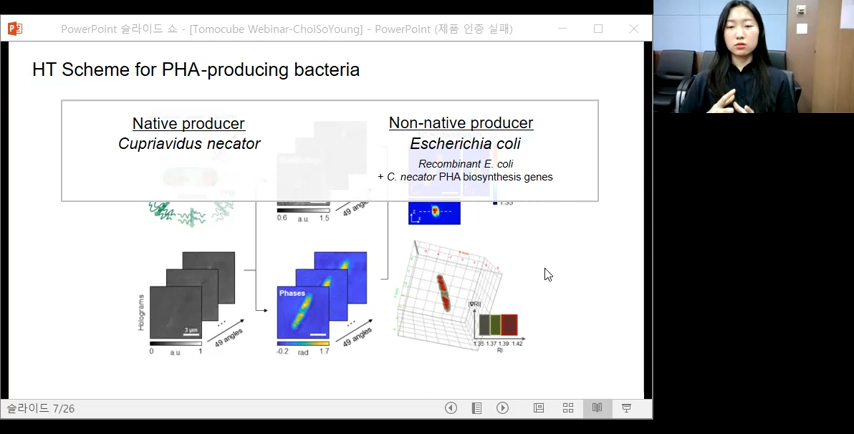 PowerPoint 슬라이드 쇼 - [Tomocube Webinar-ChoiSoYoung] - PowerPoint (제품 인증 실패)
HT Scheme for PHA-producing bacteria
Native producer
Cupriavidus necator
Non-native producer
Escherichia coli
Recombinant E. coli
+ C. necator PHA biosynthesis genes
0.6 a.u. 1.5
49 angles
1.33
Holograms
3 μm
0 a.u. 1
49 angles
Phases
-0.2 rad 1.7
49 angles
1.35 1.37 1.39 1.42
RI
슬라이드 7/26